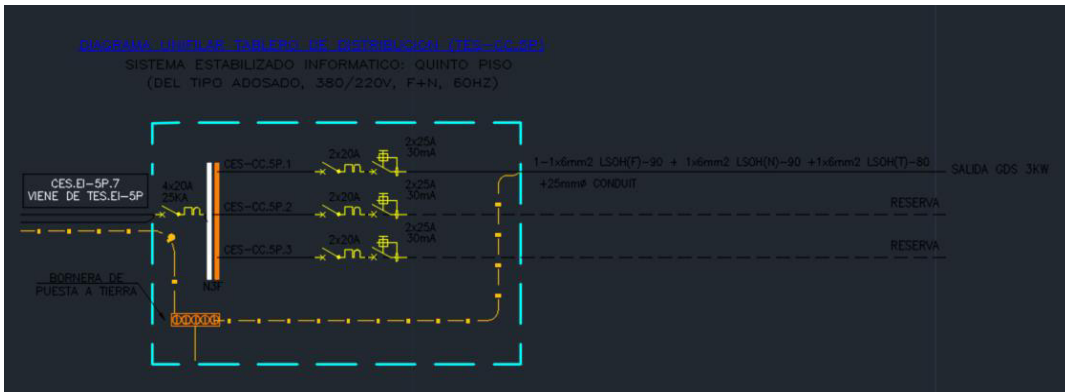 DIAGRAMA UNIFILAR TABLERO DE DISTRIBUCION (TES-CC.5P)
SISTEMA ESTABILIZADO INFORMATICO: QUINTO PISO
(DEL TIPO ADOSADO, 380/220V, F+N, 60HZ)
CES.EI-5P.7
VIENE DE TES.EI-5P
4x20A
25KA
CES-CC.5P.1
2x20A
2x25A
30mA
1-1x6mm2 LSOH(F)-90 + 1x6mm2 LSOH(N)-90 +1x6mm2 LSOH(T)-80
+25mmø CONDUIT
SALIDA GDS 3KW
CES-CC.5P.2
2x20A
2x25A
30mA
RESERVA
CES-CC.5P.3
2x20A
2x25A
30mA
RESERVA
N3F
BORNERA DE
PUESTA A TIERRA